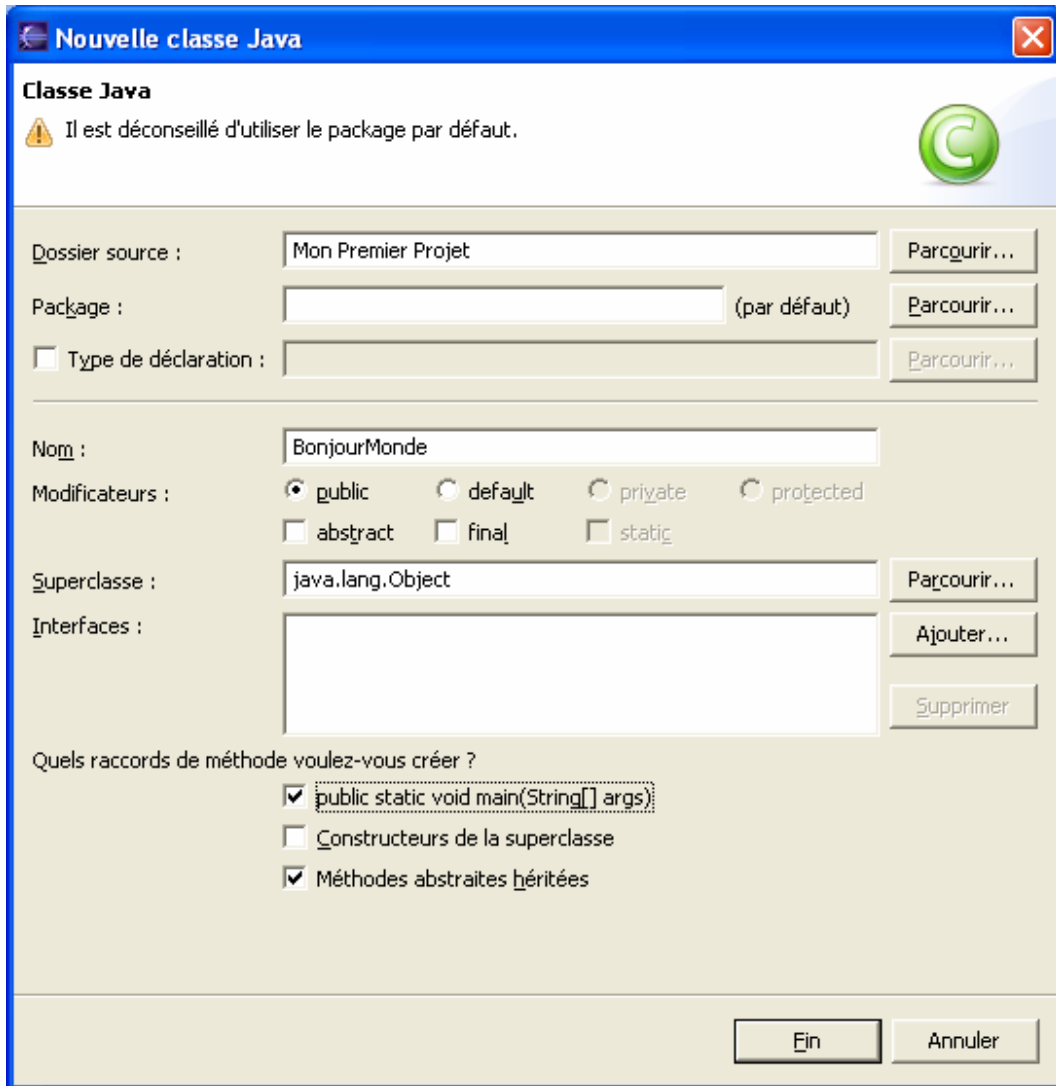 Nouvelle classe Java
Classe Java
Il est déconseillé d'utiliser le package par défaut.
Dossier source : Mon Premier Projet Parcourir...
Package : (par défaut) Parcourir...
Type de déclaration : Parcourir...
Nom : BonjourMonde
Modificateurs : public default private protected
abstract final static
Superclasse : java.lang.Object Parcourir...
Interfaces : Ajouter...
Supprimer
Quels raccords de méthode voulez-vous créer ?
public static void main(String[] args)
Constructeurs de la superclasse
Méthodes abstraites héritées
Fin Annuler